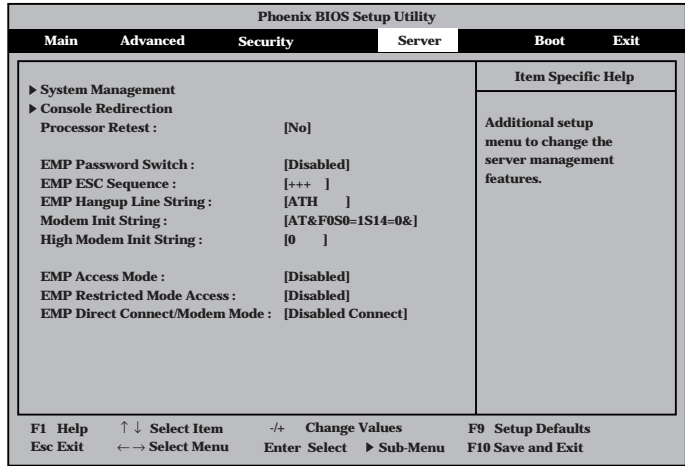 Phoenix BIOS Setup Utility
Main Advanced Security Server Boot Exit
Item Specific Help
▶ System Management
▶ Console Redirection
Processor Retest : [No]
EMP Password Switch : [Disabled]
EMP ESC Sequence : [+++ ]
EMP Hangup Line String : [ATH ]
Modem Init String : [AT&F0S0=1S14=0&]
High Modem Init String : [0 ]
EMP Access Mode : [Disabled]
EMP Restricted Mode Access : [Disabled]
EMP Direct Connect/Modem Mode : [Disabled Connect]
Additional setup
menu to change the
server management
features.
F1 Help ↑↓ Select Item -/+ Change Values F9 Setup Defaults
Esc Exit ←→ Select Menu Enter Select ▶ Sub-Menu F10 Save and Exit